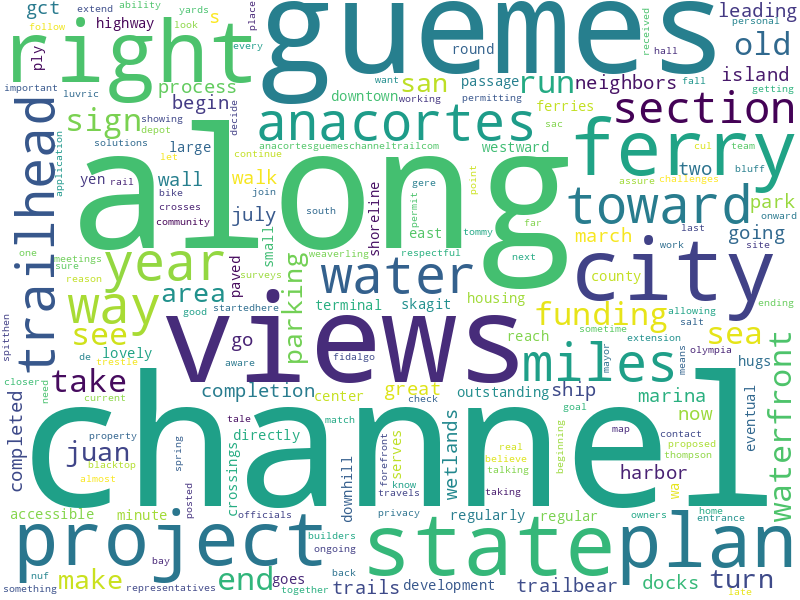 guemes
right
along
channel
views
city
ferry
state
project
plan
anacortes
toward
trailhead
section
miles
water
way
year
funding
sign
run
old
san
gct
s
highway
ply
extend
ability
yards
look
follow
every
place
personal
received
hall
want
fall
getting
leading
island
neighbors
round
passage
working
permitting
process
begin
downtown
ferries
important
luvric
showing
depot
decide
solutions
large
anacortesguemeschanneltrailcom
westward
sac
cul
team
bluff
assure
challenges
two
park
application
let
continue
yen
rail
wall
walk
join
bike
crosses
community
july
gere
permit
point
south
shoreline
tommy
far
east
small
march
last
going
onward
work
site
one
meetings
sure
reason
weaverling
respectful
next
see
area
paved
surveys
parking
terminal
skagit
housing
county
allowing
salt
ending
sea
waterfront
spitthen
de
trestle
lovely
good
startedhere
go
aware
fidalgo
reach
sometime
extension
mayor
means
olympia
hugs
closer
need
current
take
completion
center
great
check
outstanding
ship
goal
map
contact
proposed
marina
now
eventual
completed
juan
property
blacktop
almost
spring
tale
match
directly
crossings
forefront
serves
know
travels
wetlands
real
believe
talking
beginning
thompson
harbor
accessible
minute
posted
officials
downhill
privacy
regularly
taking
regular
wa
owners
home
entrance
builders
ongoing
bay
nuf
something
make
representatives
end
goes
together
back
trails
development
trailbear
docks
turn
late